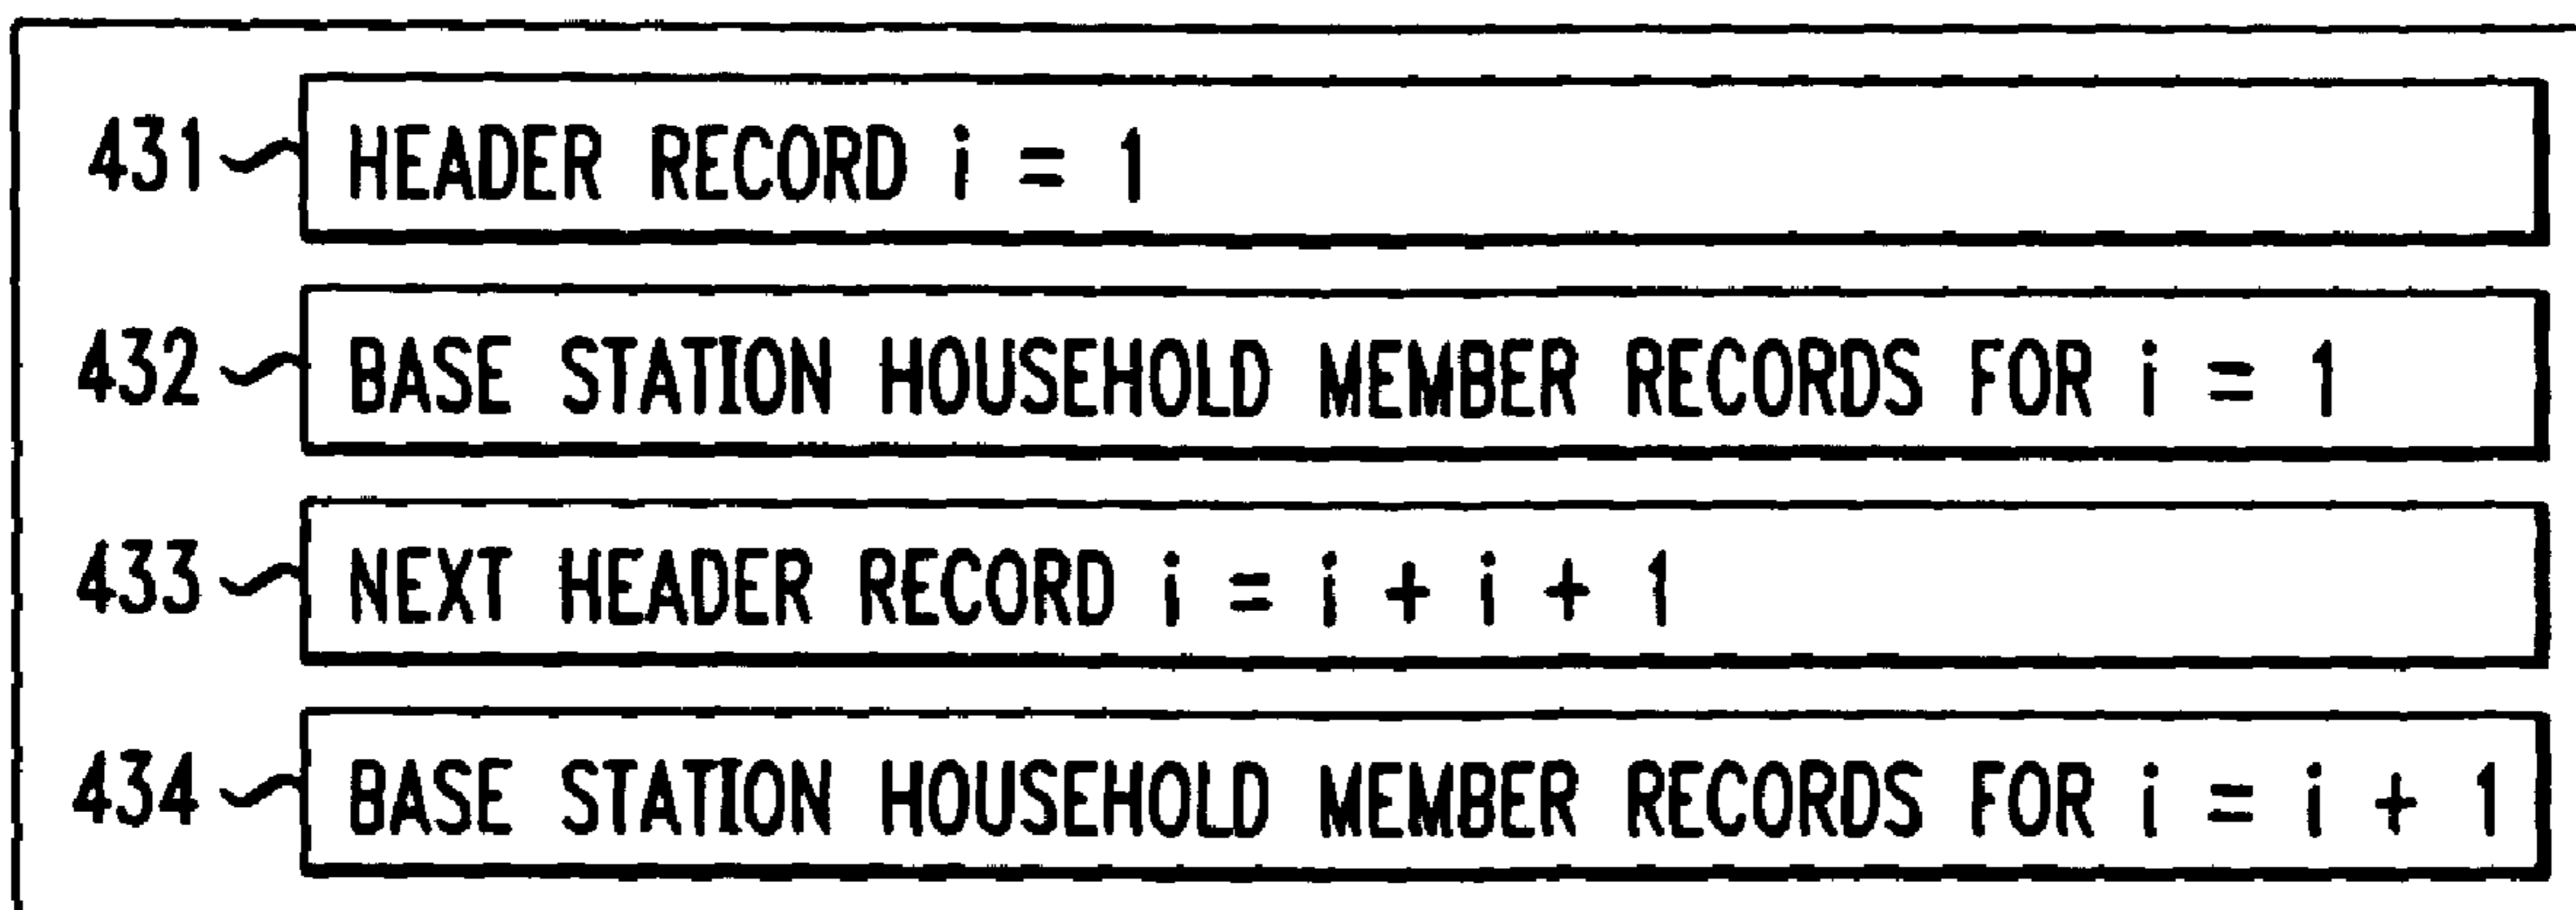 431 HEADER RECORD i = 1
432 BASE STATION HOUSEHOLD MEMBER RECORDS FOR i = 1
433 NEXT HEADER RECORD i = i + i + 1
434 BASE STATION HOUSEHOLD MEMBER RECORDS FOR i = i + 1